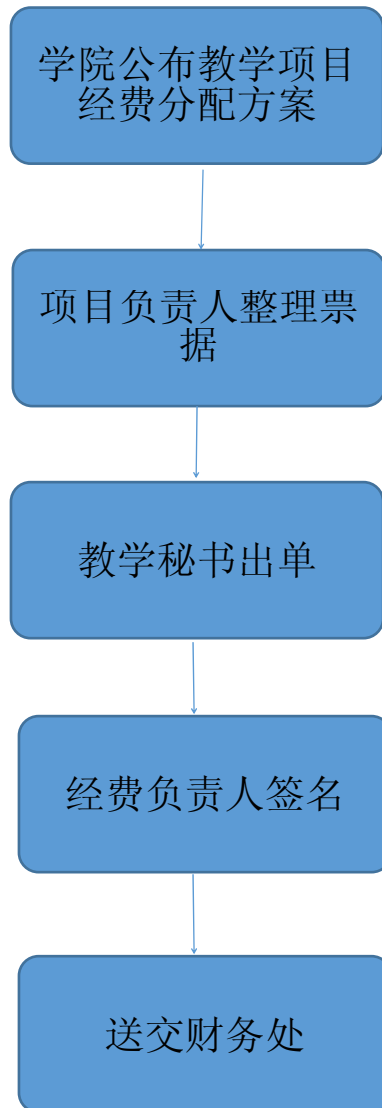 学院公布教学项目
经费分配方案
项目负责人整理票
据
教学秘书出单
经费负责人签名
送交财务处